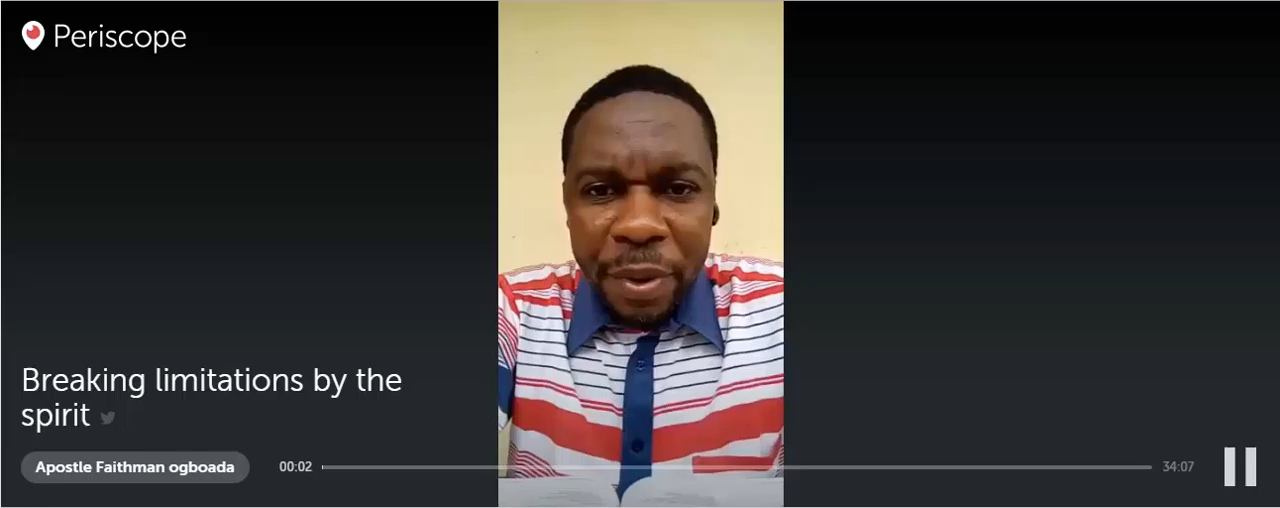 Periscope
Breaking limitations by the
spirit
Apostle Faithman ogboada
00:02
34:07